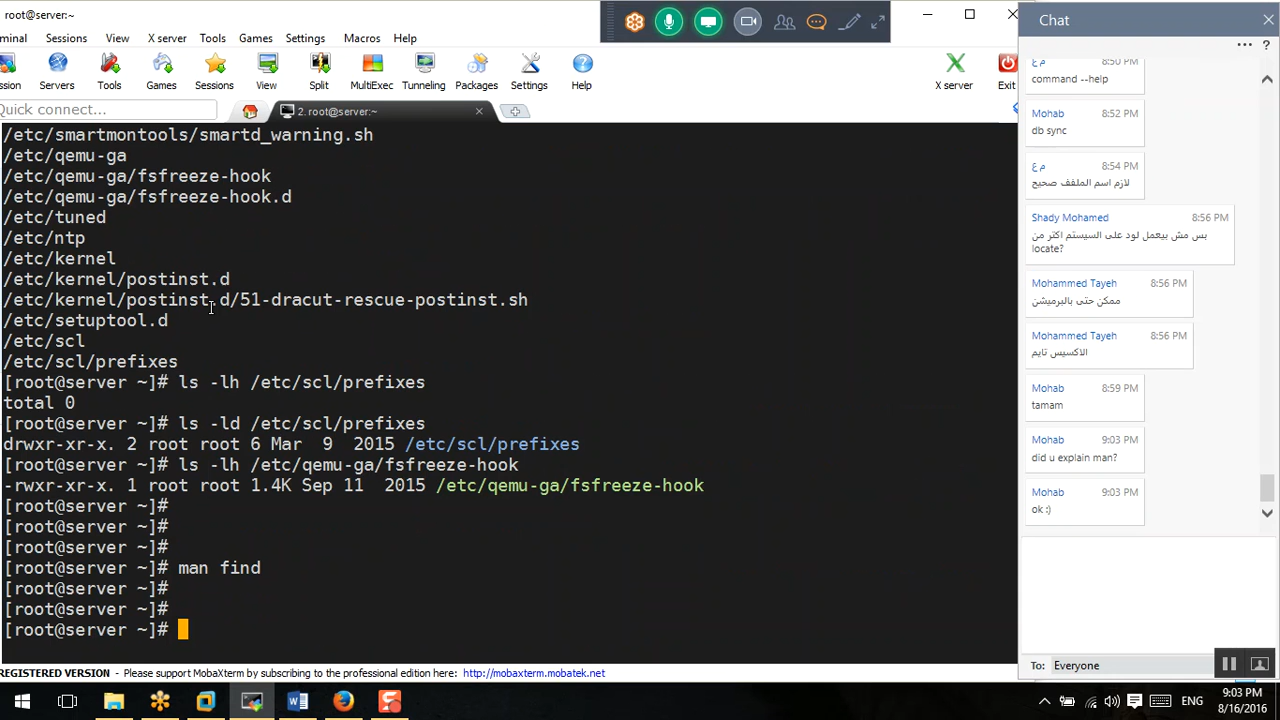 root@server:~
Chat
minal
Sessions
View
X server
Tools
Games
Settings
Macros
Help
ssion
Servers
Tools
Games
Sessions
View
Split
MultiExec
Tunneling
Packages
Settings
Help
X server
Exit
Quick connect...
2. root@server:~
/etc/smartmontools/smartd_warning.sh
/etc/qemu-ga
/etc/qemu-ga/fsfreeze-hook
/etc/qemu-ga/fsfreeze-hook.d
/etc/tuned
/etc/ntp
/etc/kernel
/etc/kernel/postinst.d
/etc/kernel/postinst.d/51-dracut-rescue-postinst.sh
/etc/setuptool.d
/etc/scl
/etc/scl/prefixes
[root@server ~]# ls -lh /etc/scl/prefixes
total 0
[root@server ~]# ls -ld /etc/scl/prefixes
drwxr-xr-x. 2 root root 6 Mar  9  2015 /etc/scl/prefixes
[root@server ~]# ls -lh /etc/qemu-ga/fsfreeze-hook
-rwxr-xr-x. 1 root root 1.4K Sep 11  2015 /etc/qemu-ga/fsfreeze-hook
[root@server ~]#
[root@server ~]#
[root@server ~]#
[root@server ~]# man find
[root@server ~]#
[root@server ~]#
[root@server ~]#
REGISTERED VERSION - Please support MobaXterm by subscribing to the professional edition here: http://mobaxterm.mobatek.net
م ع 8:50 PM
command --help
Mohab 8:52 PM
db sync
م ع 8:54 PM
لازم اسم الملقف صحيح
Shady Mohamed 8:56 PM
بس مش بيعمل لود على السيستم اكتر من
locate?
Mohammed Tayeh 8:56 PM
ممكن حتى بالبرميشن
Mohammed Tayeh 8:56 PM
الاكسيس تايم
Mohab 8:59 PM
tamam
Mohab 9:03 PM
did u explain man?
Mohab 9:03 PM
ok :)
To: Everyone
ENG
9:03 PM
8/16/2016